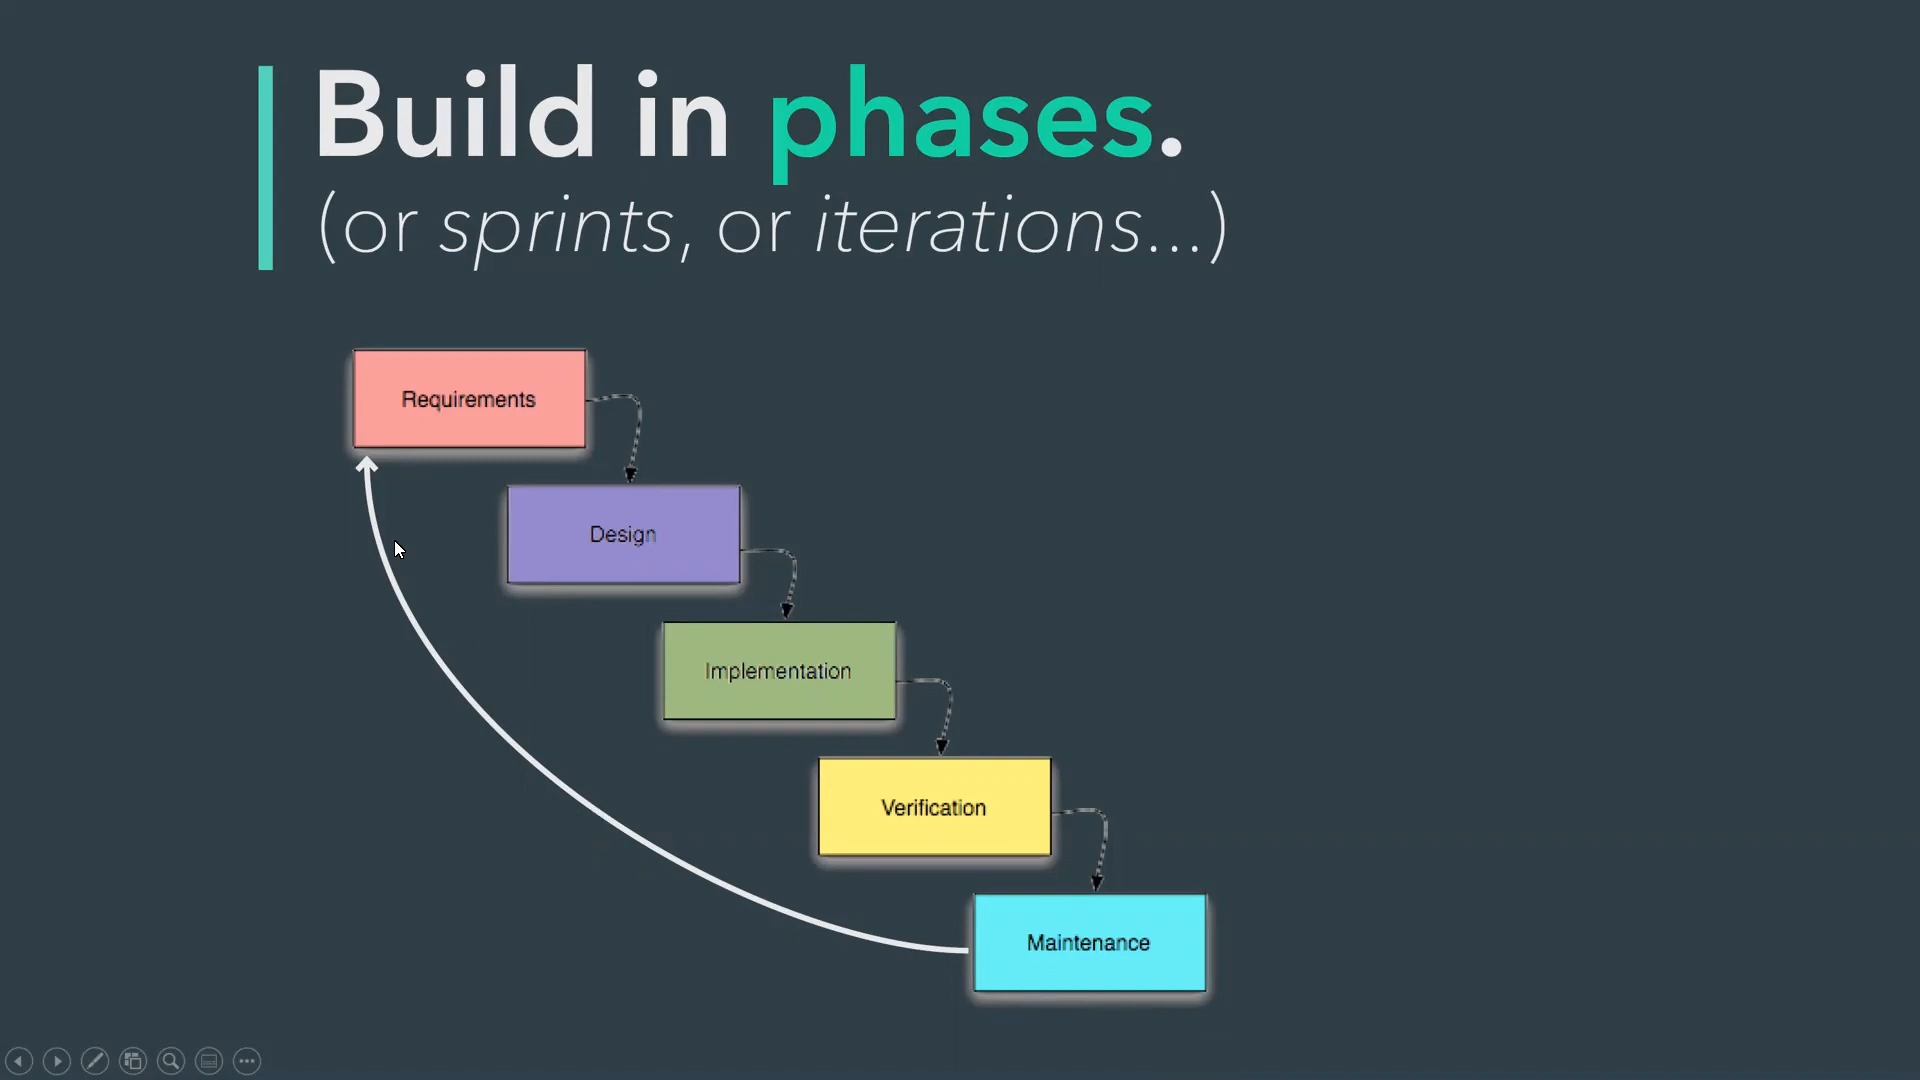 Build in phases.
(or sprints, or iterations...)
Requirements
Design
Implementation
Verification
Maintenance